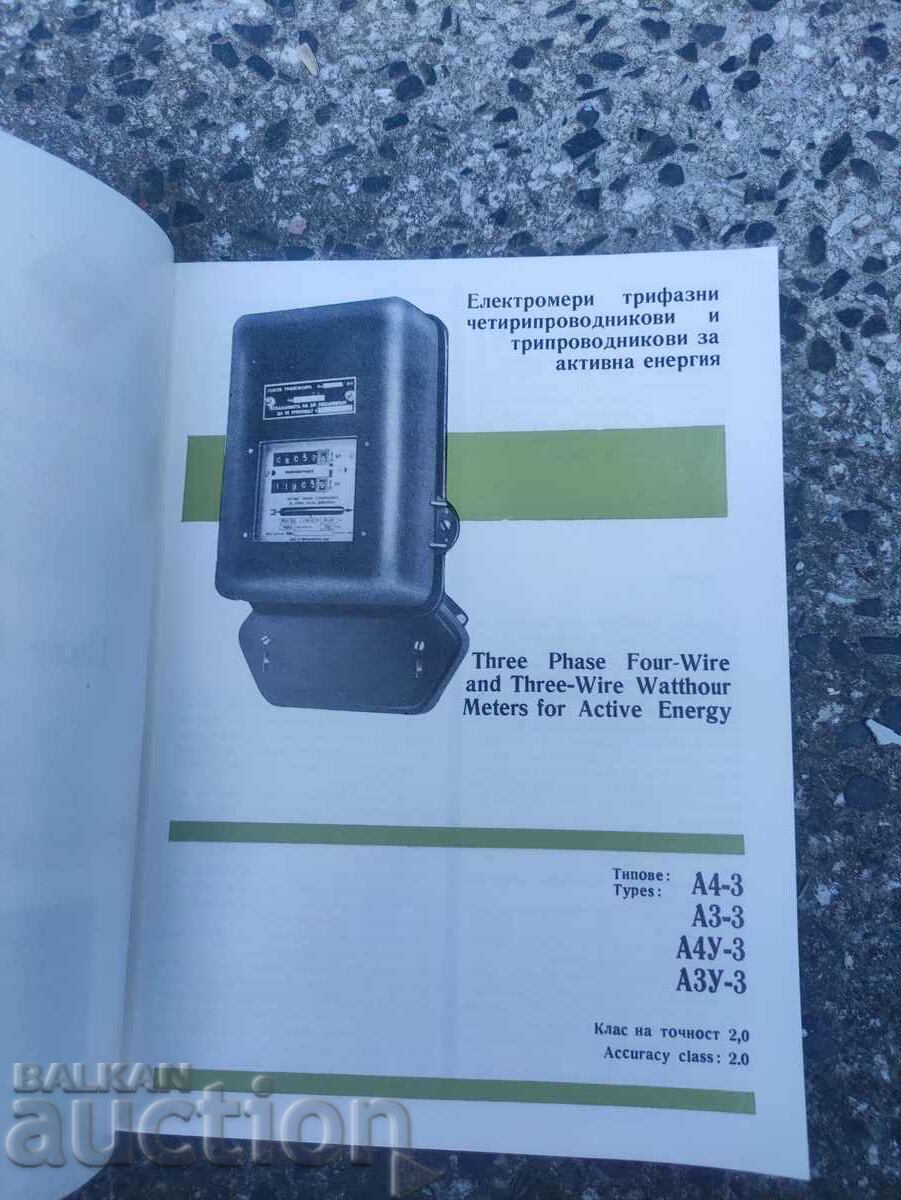 Електромери трифазни
четирипроводникови и
трипроводникови за
активна енергия
Three Phase Four-Wire
and Three-Wire Watthour
Meters for Active Energy
Типове: А4-3
Types: А3-3
А4У-3
А3У-3
Клас на точност 2,0
Accuracy class: 2.0
BALKAN
auction